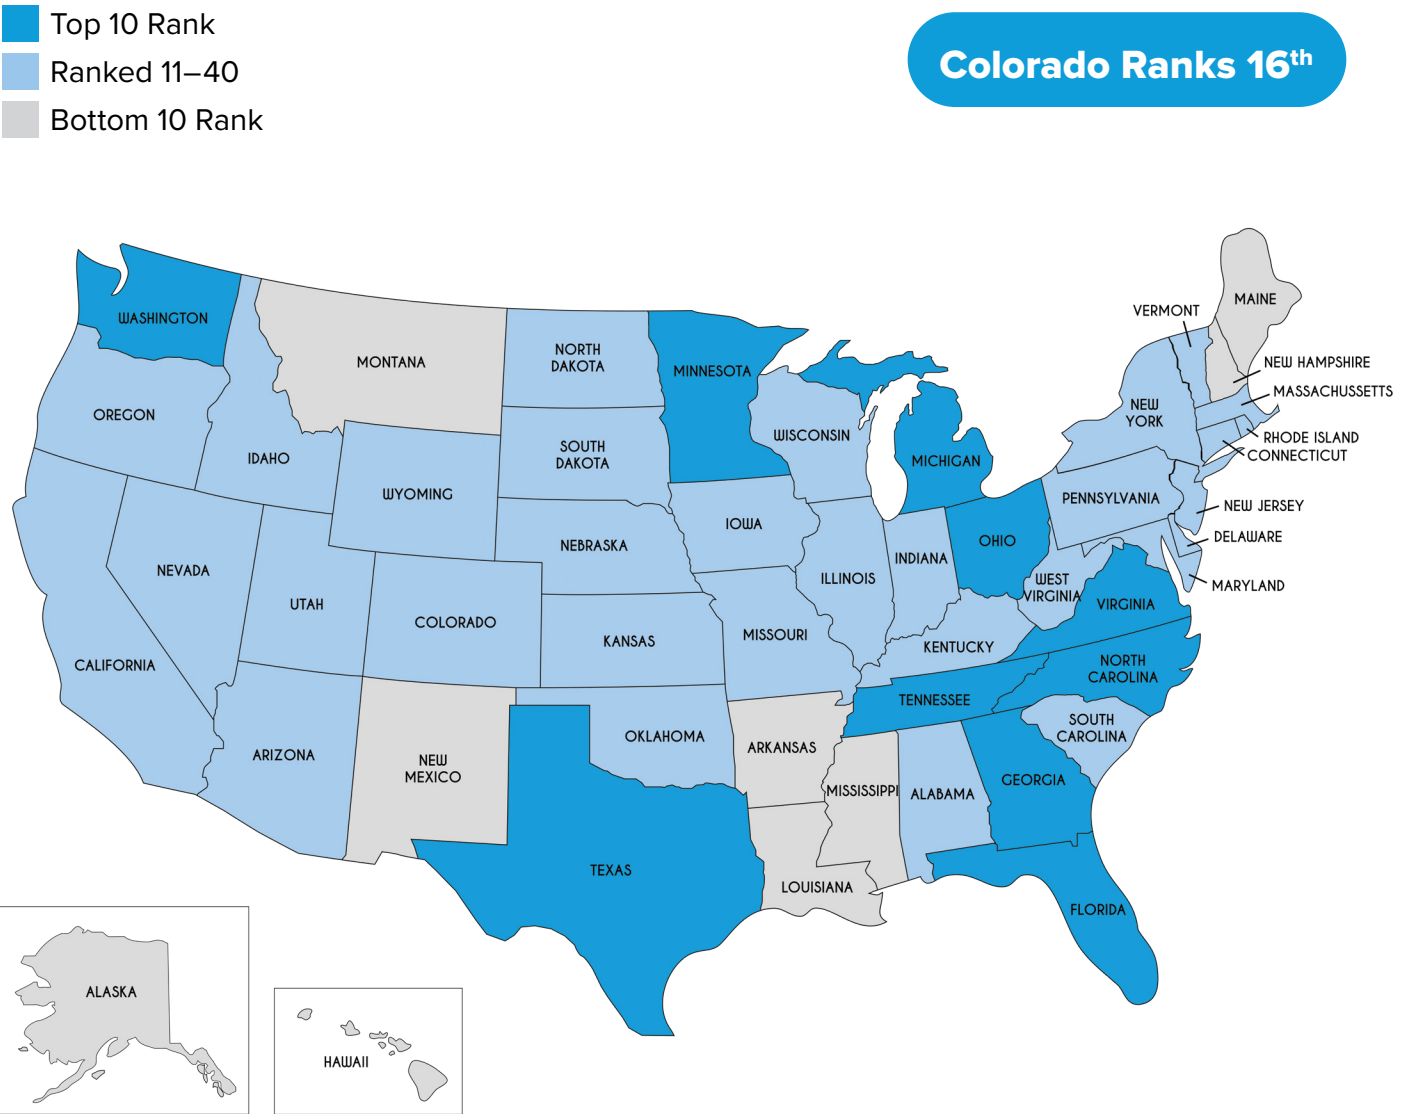 Top 10 Rank
Ranked 11–40
Bottom 10 Rank
Colorado Ranks 16th
WASHINGTON
OREGON
IDAHO
MONTANA
NORTH
DAKOTA
MINNESOTA
SOUTH
DAKOTA
WYOMING
WISCONSIN
MICHIGAN
VERMONT
MAINE
NEW HAMPSHIRE
MASSACHUSSETTS
NEW
YORK
RHODE ISLAND
CONNECTICUT
PENNSYLVANIA
NEW JERSEY
DELAWARE
MARYLAND
NEVADA
UTAH
COLORADO
CALIFORNIA
NEBRASKA
IOWA
KANSAS
MISSOURI
ILLINOIS
INDIANA
OHIO
WEST
VIRGINIA
VIRGINIA
KENTUCKY
NORTH
CAROLINA
TENNESSEE
SOUTH
CAROLINA
ARIZONA
NEW
MEXICO
OKLAHOMA
ARKANSAS
MISSISSIPPI
ALABAMA
GEORGIA
TEXAS
LOUISIANA
FLORIDA
ALASKA
HAWAII